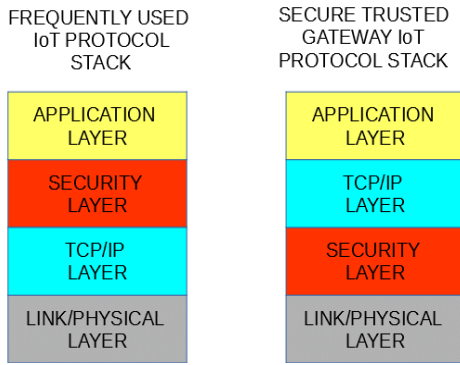 FREQUENTLY USED
IoT PROTOCOL
STACK
APPLICATION
LAYER
SECURITY
LAYER
TCP/IP
LAYER
LINK/PHYSICAL
LAYER
SECURE TRUSTED
GATEWAY IoT
PROTOCOL STACK
APPLICATION
LAYER
TCP/IP
LAYER
SECURITY
LAYER
LINK/PHYSICAL
LAYER